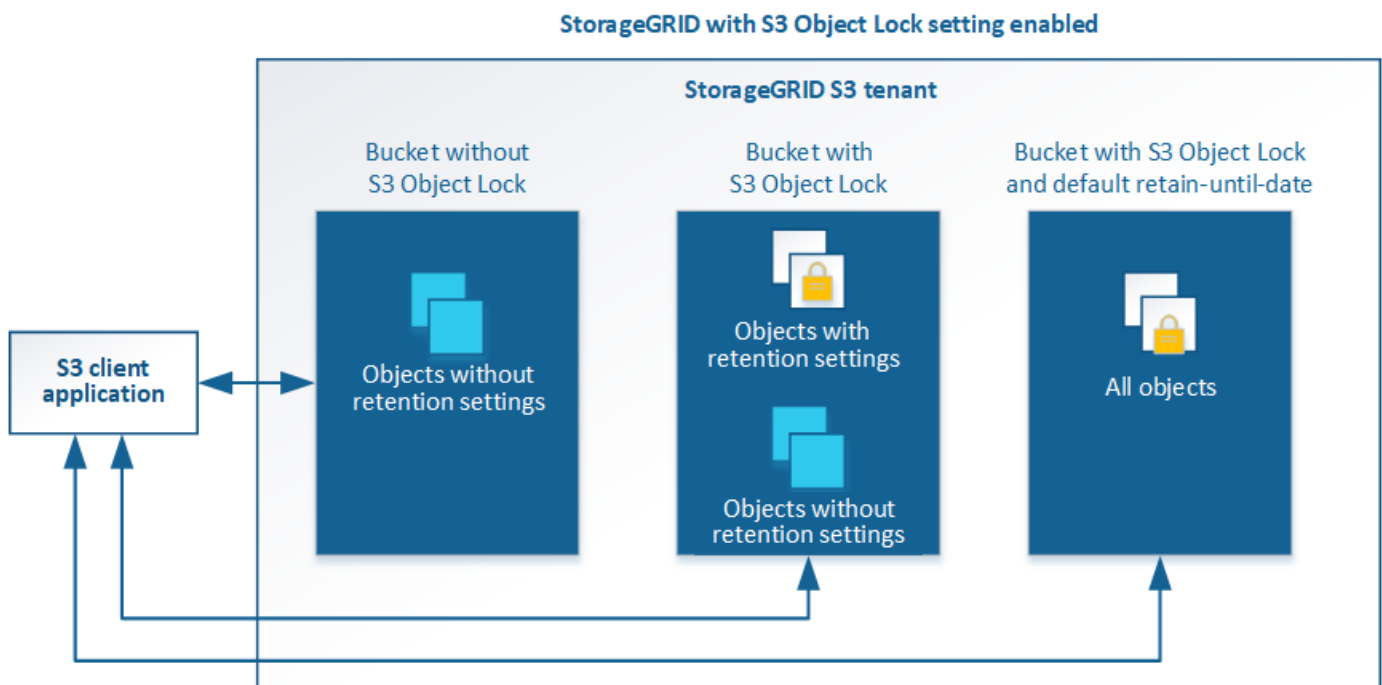 StorageGRID with S3 Object Lock setting enabled
StorageGRID S3 tenant
Bucket without
S3 Object Lock
Bucket with
S3 Object Lock
Bucket with S3 Object Lock
and default retain-until-date
S3 client
application
Objects without
retention settings
Objects with
retention settings
Objects without
retention settings
All objects